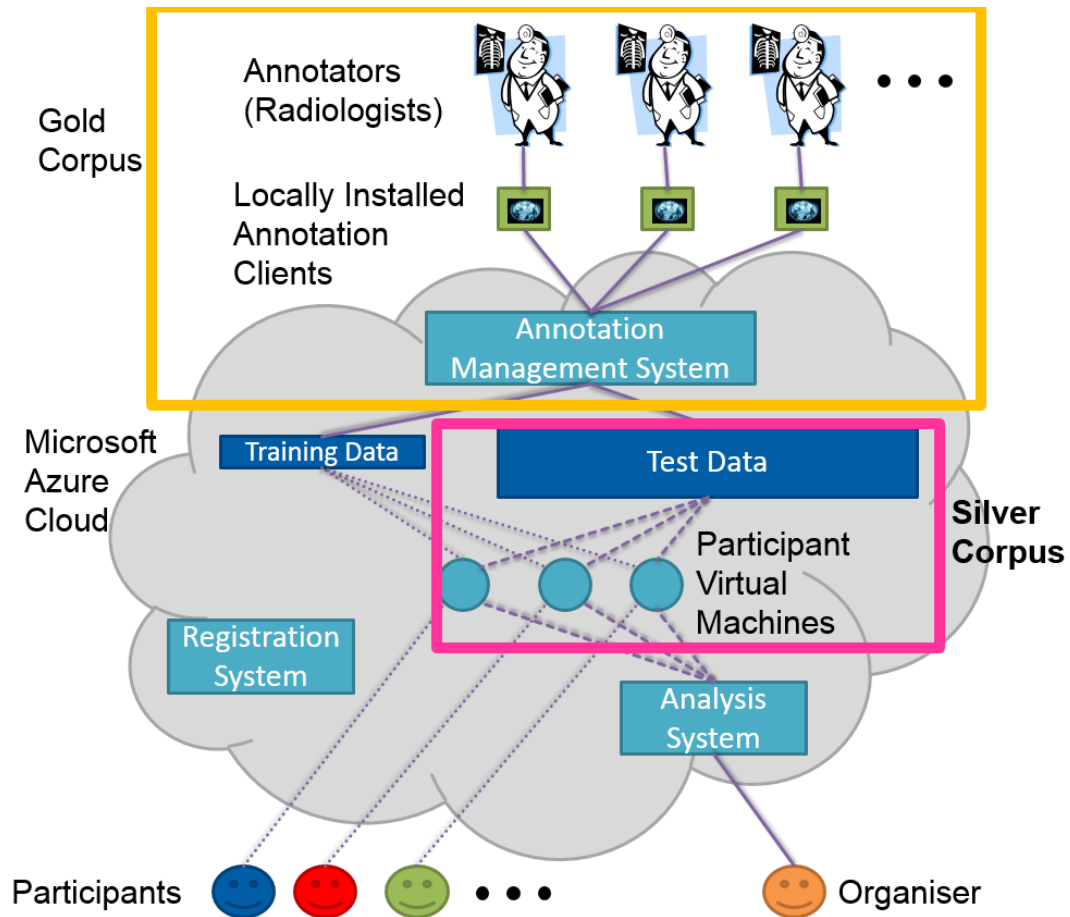 Annotators
(Radiologists)
Gold
Corpus
Locally Installed
Annotation
Clients
Annotation
Management System
Microsoft
Azure
Cloud
Training Data
Test Data
Silver
Corpus
Participant
Virtual
Machines
Registration
System
Analysis
System
Participants
Organiser